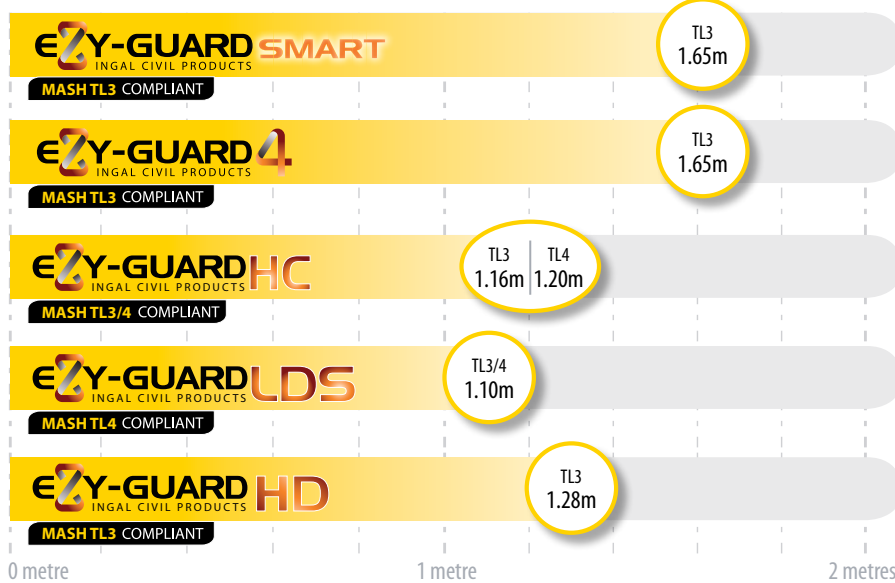 EZY-GUARD SMART
INGAL CIVIL PRODUCTS
MASH TL3 COMPLIANT
TL3
1.65m
EZY-GUARD 4
INGAL CIVIL PRODUCTS
MASH TL3 COMPLIANT
TL3
1.65m
EZY-GUARD HC
INGAL CIVIL PRODUCTS
MASH TL3/4 COMPLIANT
TL3 TL4
1.16m 1.20m
EZY-GUARD LDS
INGAL CIVIL PRODUCTS
MASH TL4 COMPLIANT
TL3/4
1.10m
EZY-GUARD HD
INGAL CIVIL PRODUCTS
MASH TL3 COMPLIANT
TL3
1.28m
0 metre 1 metre 2 metres